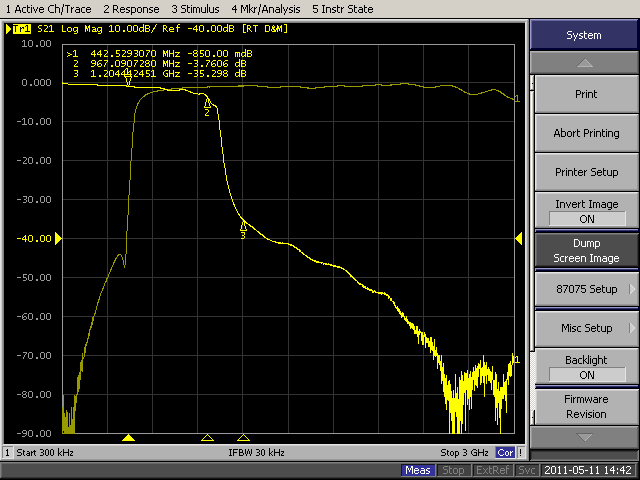 1 Active Ch/Trace 2 Response 3 Stimulus 4 Mkr/Analysis 5 Instr State
Tr1 S21 Log Mag 10.00dB/ Ref -40.00dB [RT D&M]
10.00
>1 442.5293070 MHz -850.00 mdB
2 967.0907280 MHz -3.7606 dB
3 1.204442451 GHz -35.298 dB
0.000
1
-10.00
2
-20.00
-30.00
3
-40.00
-50.00
-60.00
-70.00
1
-80.00
-90.00
1 Start 300 kHz IFBW 30 kHz Stop 3 GHz Cor !
System
Print
Abort Printing
Printer Setup
Invert Image
ON
Dump
Screen Image
87075 Setup
Misc Setup
Backlight
ON
Firmware
Revision
Meas Stop ExtRef Svc 2011-05-11 14:42